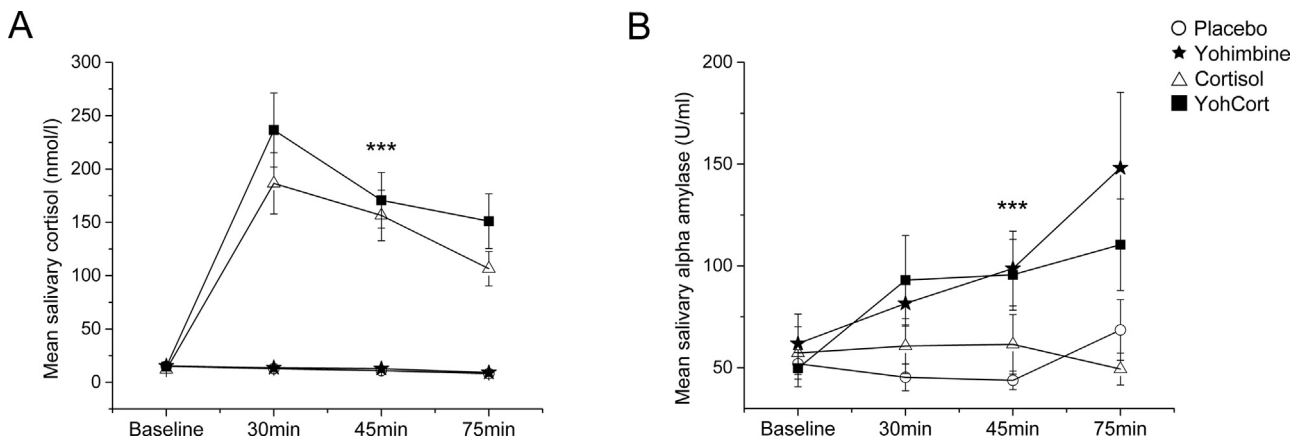 A
Mean salivary cortisol (nmol/l)
300
250
200
150
100
50
0
***
Baseline 30min 45min 75min
B
Mean salivary alpha amylase (U/ml)
200
150
100
50
***
Baseline 30min 45min 75min
Placebo
Yohimbine
Cortisol
YohCort